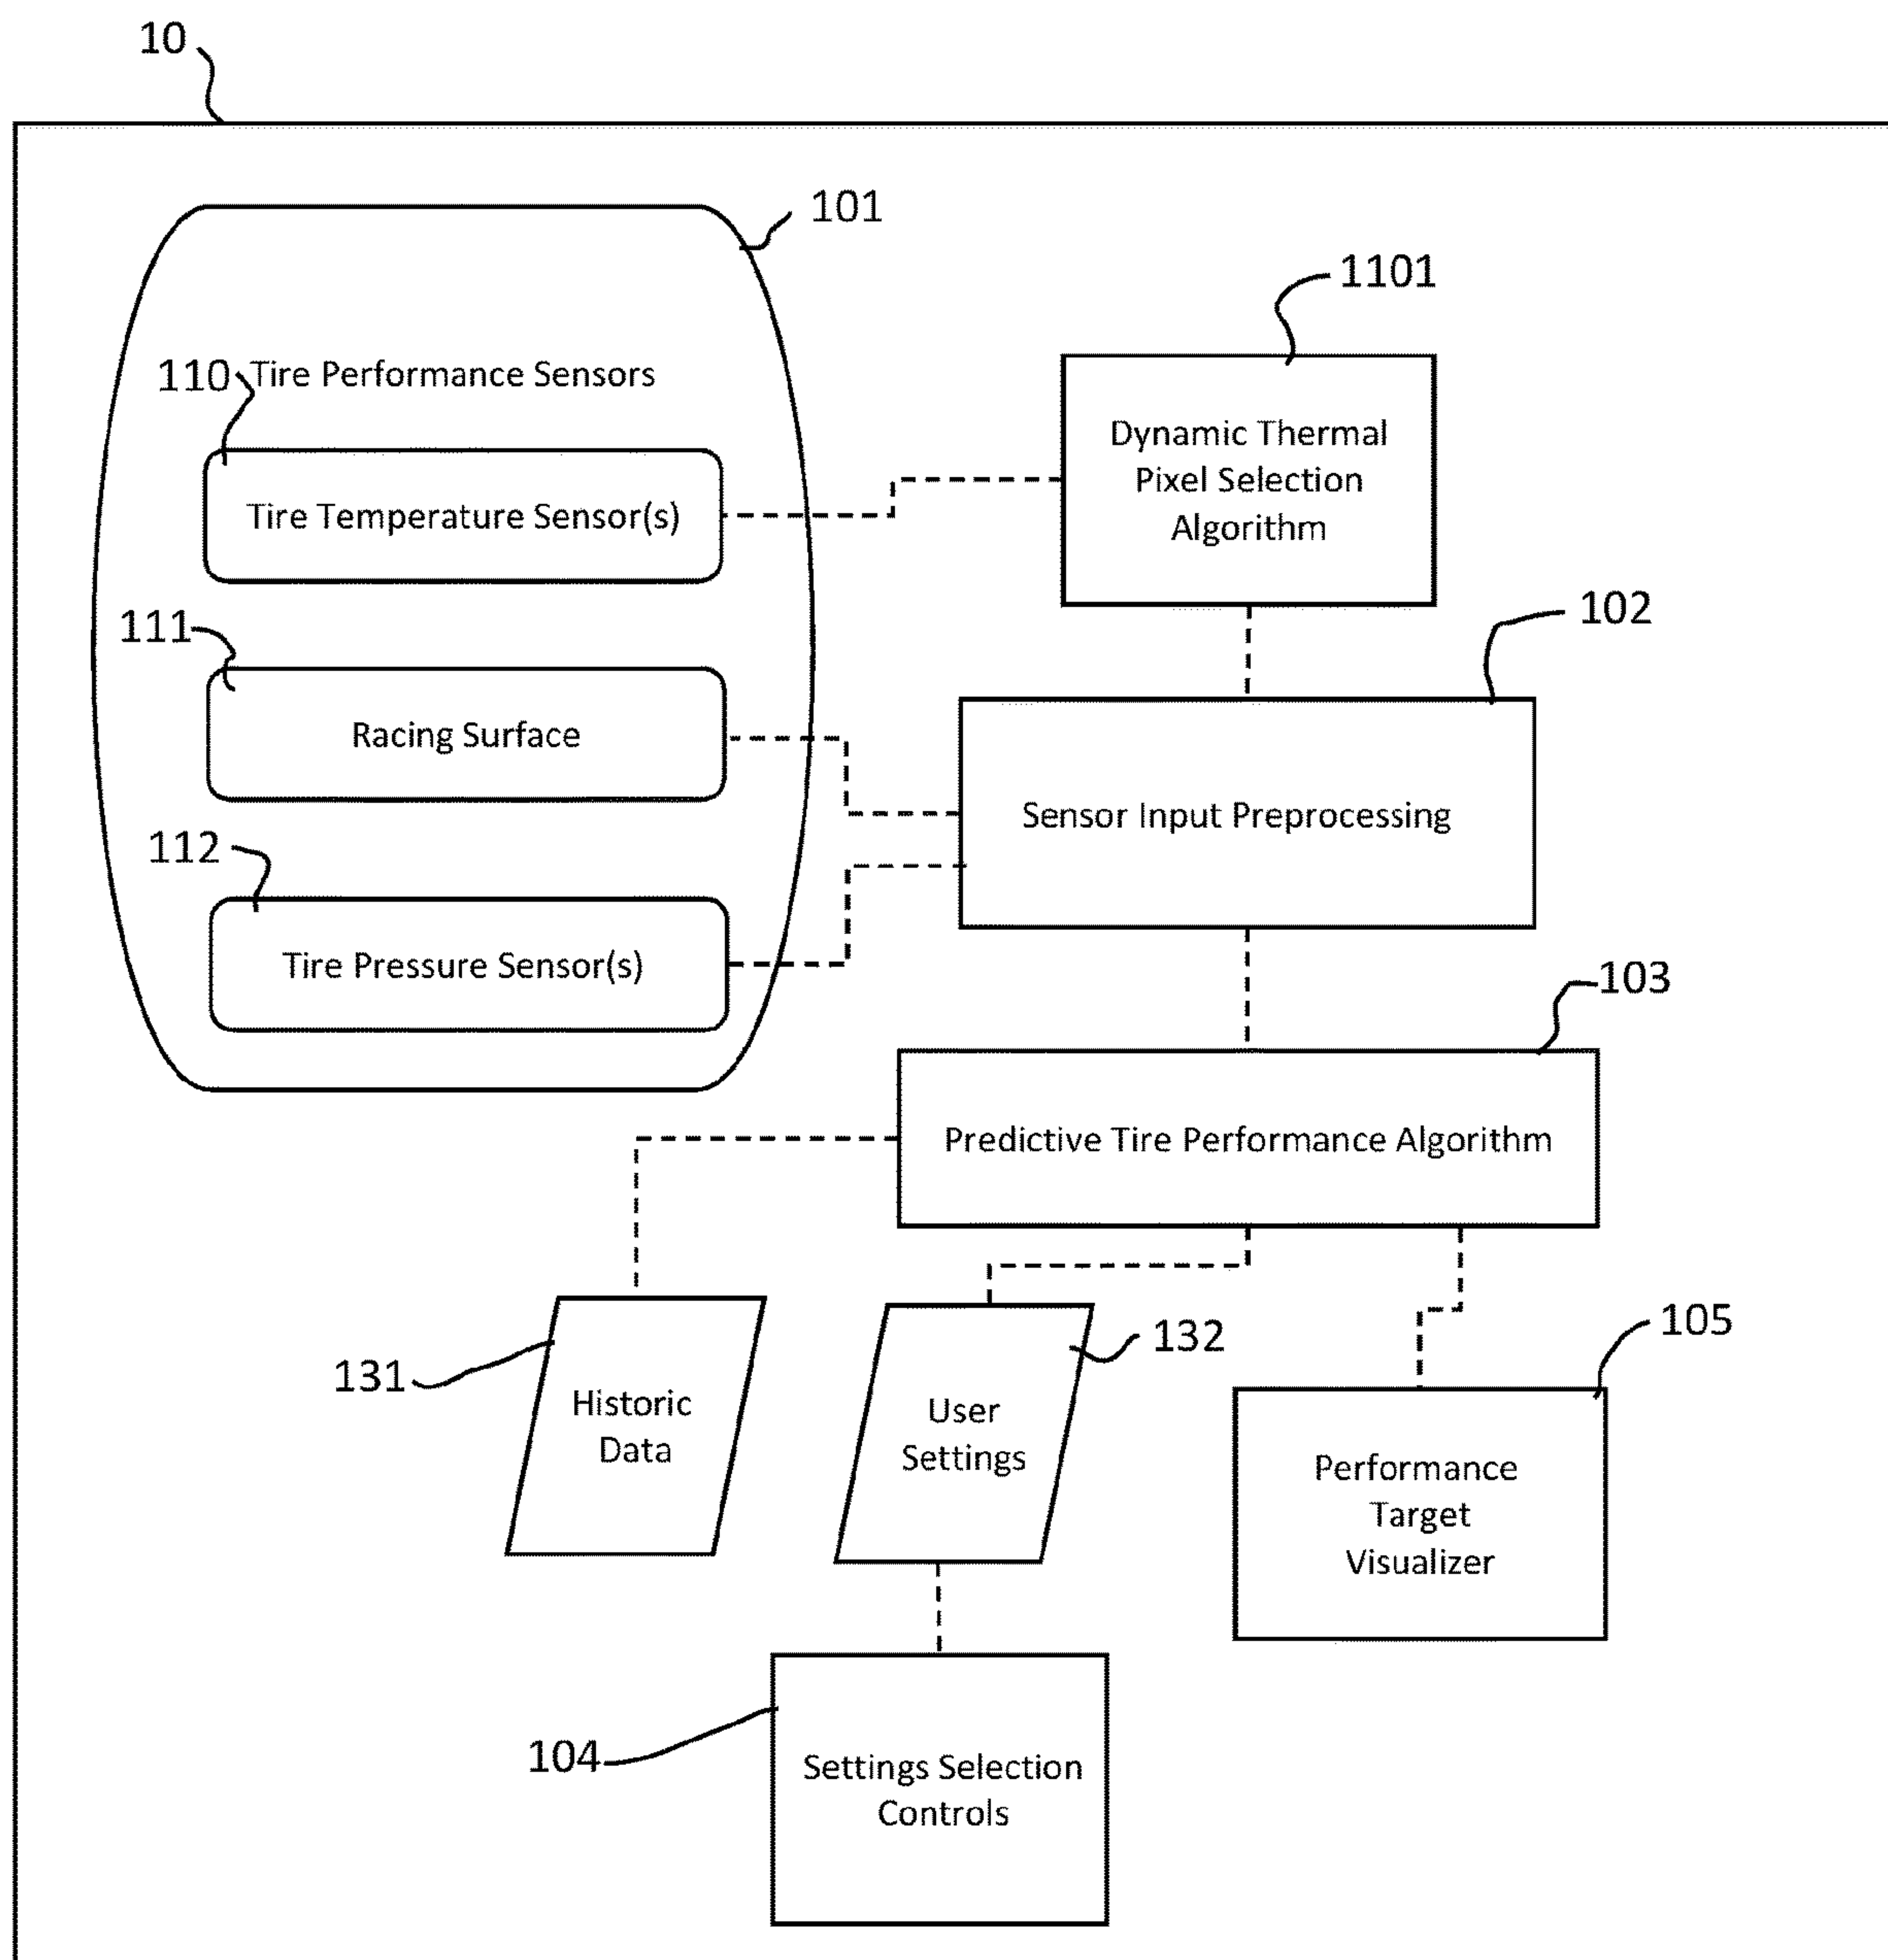 10
101
1101
110
Tire Performance Sensors
Dynamic Thermal
Pixel Selection
Algorithm
Tire Temperature Sensor(s)
111
102
Racing Surface
Sensor Input Preprocessing
112
Tire Pressure Sensor(s)
103
Predictive Tire Performance Algorithm
131
132
105
Historic
Data
User
Settings
Performance
Target
Visualizer
104
Settings Selection
Controls